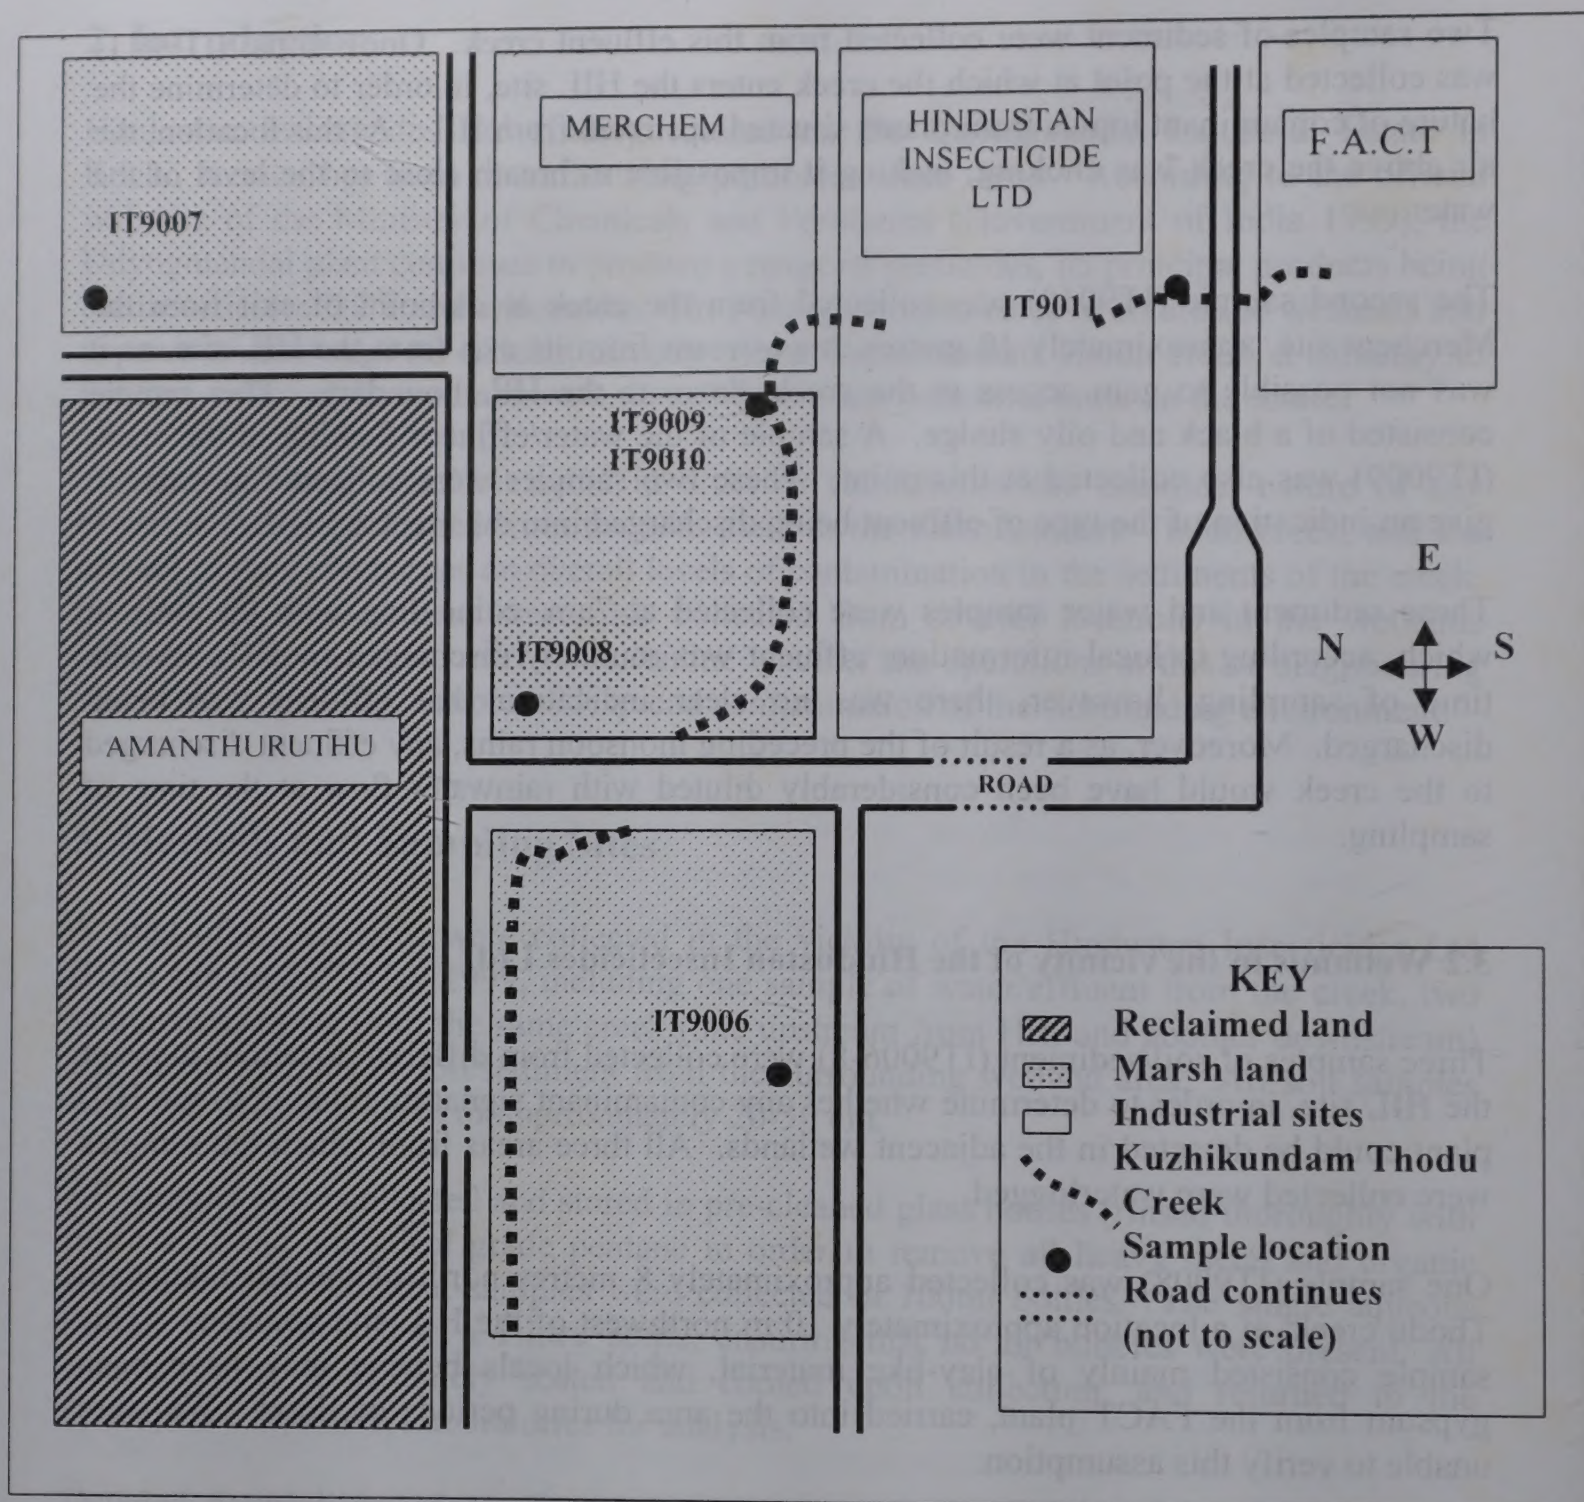 MERCHEM
HINDUSTAN
INSECTICIDE
LTD
F.A.C.T
IT9007
IT9011
IT9009
IT9010
IT9008
E
N
S
W
AMANTHURUTHU
ROAD
IT9006
KEY
Reclaimed land
Marsh land
Industrial sites
Kuzhikundam Thodu
Creek
Sample location
Road continues
(not to scale)